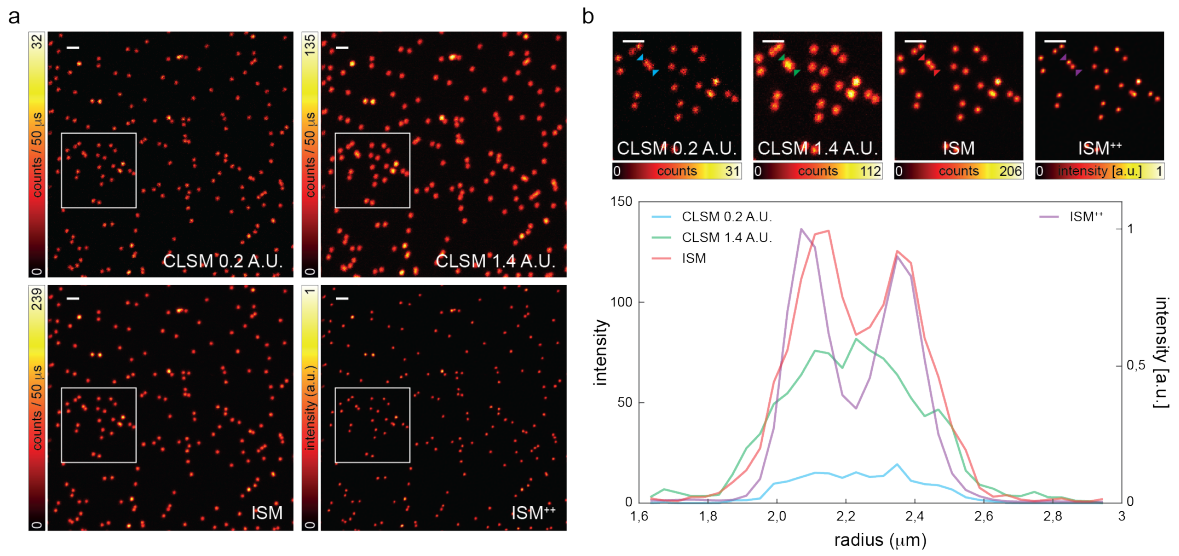 a
b
32
counts / 50 µs
0
CLSM 0.2 A.U.
135
counts / 50 µs
0
CLSM 1.4 A.U.
239
counts / 50 µs
0
ISM
1
intensity (a.u.)
0
ISM++
CLSM 0.2 A.U.
CLSM 1.4 A.U.
ISM
ISM++
0 counts 31
0 counts 112
0 counts 206
0 intensity [a.u.] 1
150
100
50
0
intensity
CLSM 0.2 A.U.
CLSM 1.4 A.U.
ISM
ISM++
1
0,5
0
intensity [a.u.]
1,6 1,8 2,0 2,2 2,4 2,6 2,8 3
radius (µm)